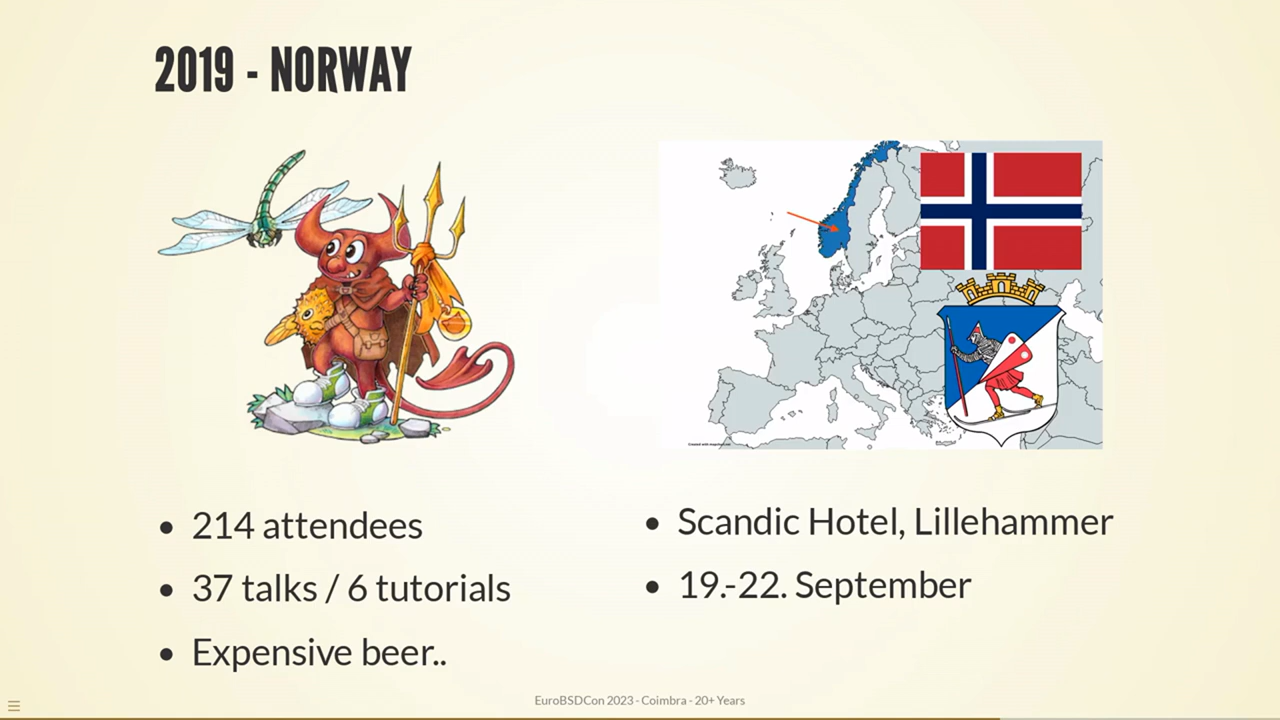 2019 - NORWAY
• 214 attendees
• 37 talks / 6 tutorials
• Expensive beer..
• Scandic Hotel, Lillehammer
• 19.-22. September
EuroBSDCon 2023 - Coimbra - 20+ Years